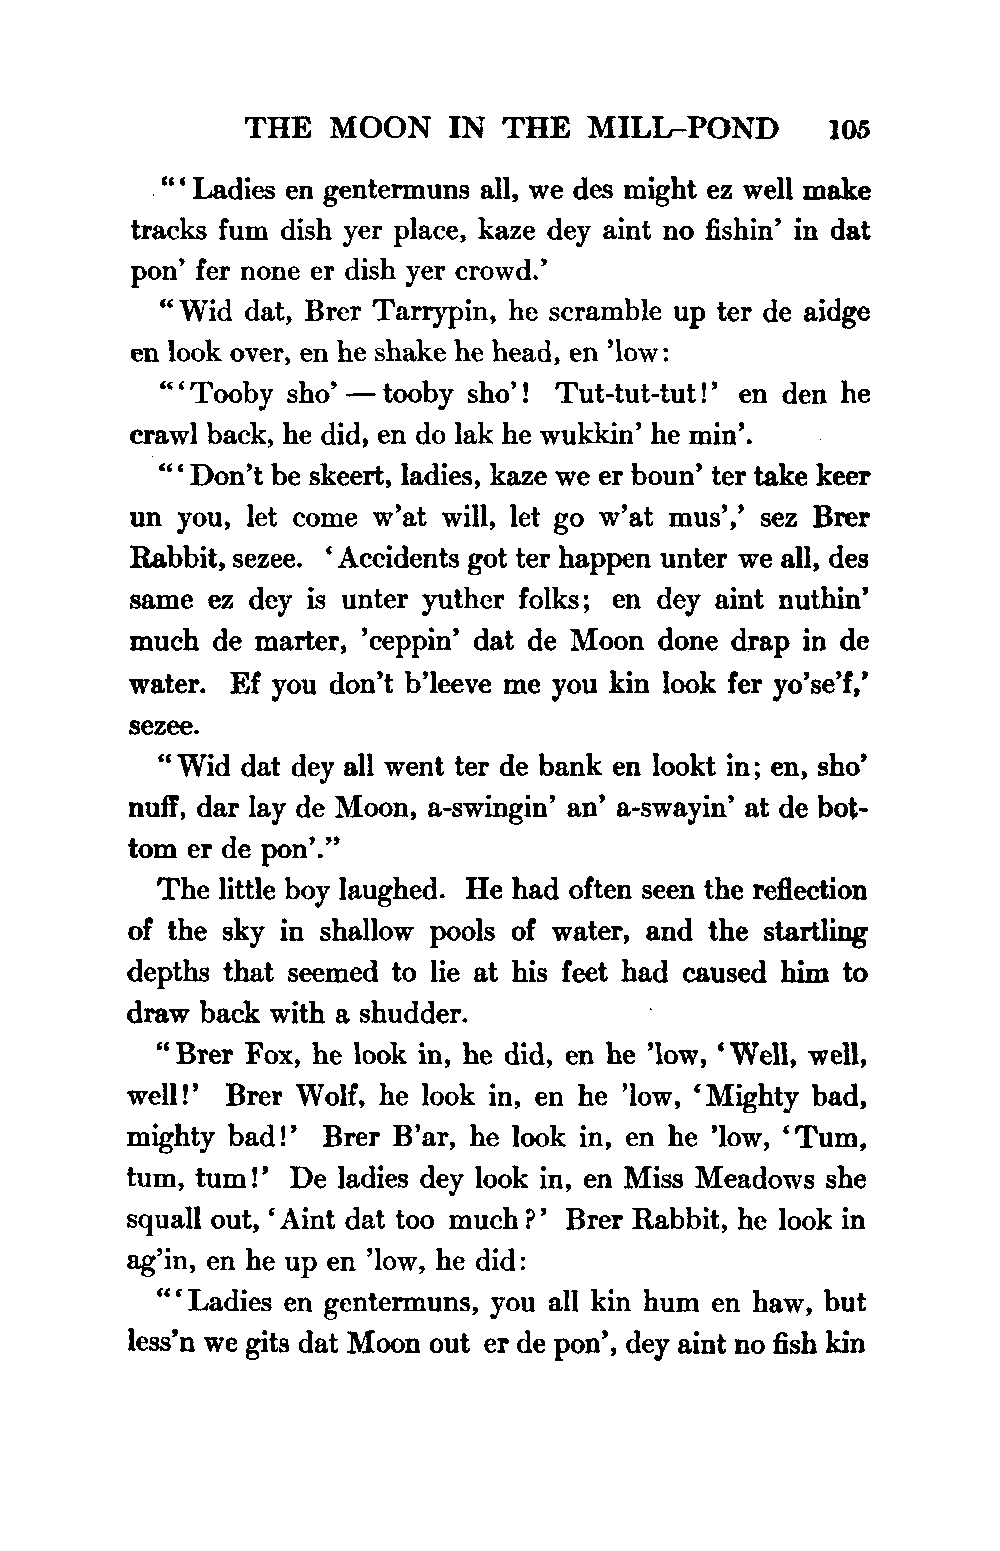 THE MOON IN THE MILL-POND 105
"'Ladies en gentermuns all, we des might ez well make
tracks fum dish yer place, kaze dey aint no fishin' in dat
pon' fer none er dish yer crowd.'
"Wid dat, Brer Tarrypin, he scramble up ter de aidge
en look over, en he shake he head, en 'low:
"'Tooby sho' — tooby sho'! Tut-tut-tut!' en den he
crawl back, he did, en do lak he wukkin' he min'.
"'Don't be skeert, ladies, kaze we er boun' ter take keer
un you, let come w'at will, let go w'at mus',' sez Brer
Rabbit, sezee. 'Accidents got ter happen unter we all, des
same ez dey is unter yuther folks; en dey aint nuthin'
much de marter, 'ceppin' dat de Moon done drap in de
water. Ef you don't b'leeve me you kin look fer yo'se'f,'
sezee.
"Wid dat dey all went ter de bank en lookt in; en, sho'
nuff, dar lay de Moon, a-swingin' an' a-swayin' at de bot-
tom er de pon'."
The little boy laughed. He had often seen the reflection
of the sky in shallow pools of water, and the startling
depths that seemed to lie at his feet had caused him to
draw back with a shudder.
"Brer Fox, he look in, he did, en he 'low, 'Well, well,
well!' Brer Wolf, he look in, en he 'low, 'Mighty bad,
mighty bad!' Brer B'ar, he look in, en he 'low, 'Tum,
tum, tum!' De ladies dey look in, en Miss Meadows she
squall out, 'Aint dat too much?' Brer Rabbit, he look in
ag'in, en he up en 'low, he did:
"'Ladies en gentermuns, you all kin hum en haw, but
less'n we gits dat Moon out er de pon', dey aint no fish kin